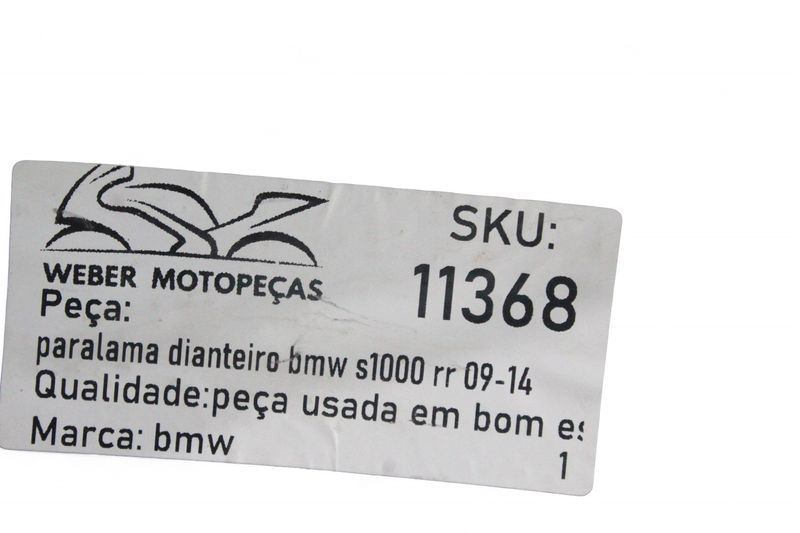 WEBER MOTOPEÇAS
SKU:
11368
Peça:
paralama dianteiro bmw s1000 rr 09-14
Qualidade:peça usada em bom es
Marca: bmw
1